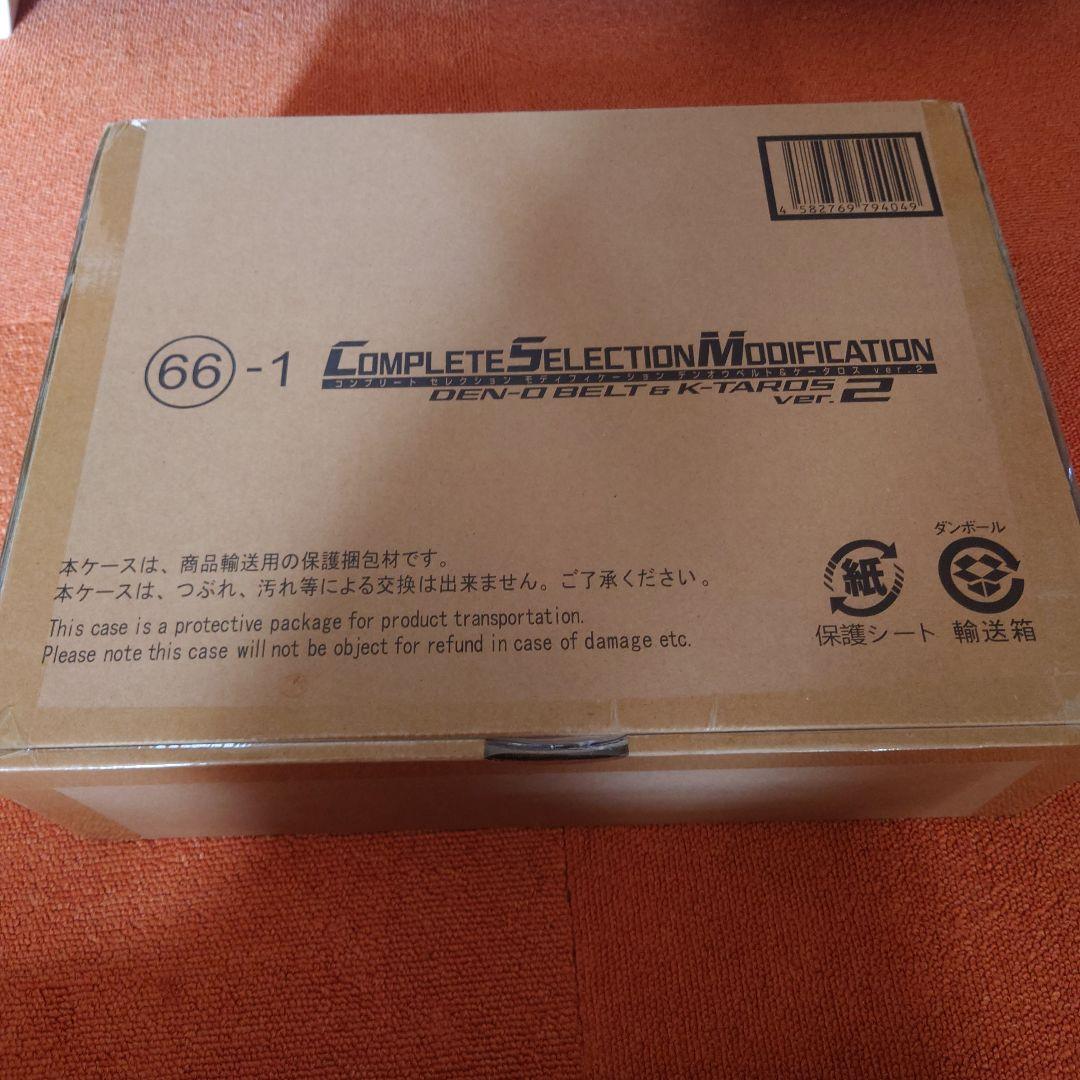 4 582769 794049
66-1 COMPLETE SELECTION MODIFICATION
コンプリート セレクション モディフィケーション デンオウベルト&ケータロス ver.2
DEN-O BELT & K-TAROS
ver.2
本ケースは、商品輸送用の保護梱包材です。
本ケースは、つぶれ、汚れ等による交換は出来ません。ご了承ください。
This case is a protective package for product transportation.
Please note this case will not be object for refund in case of damage etc.
ダンボール
紙
保護シート 輸送箱